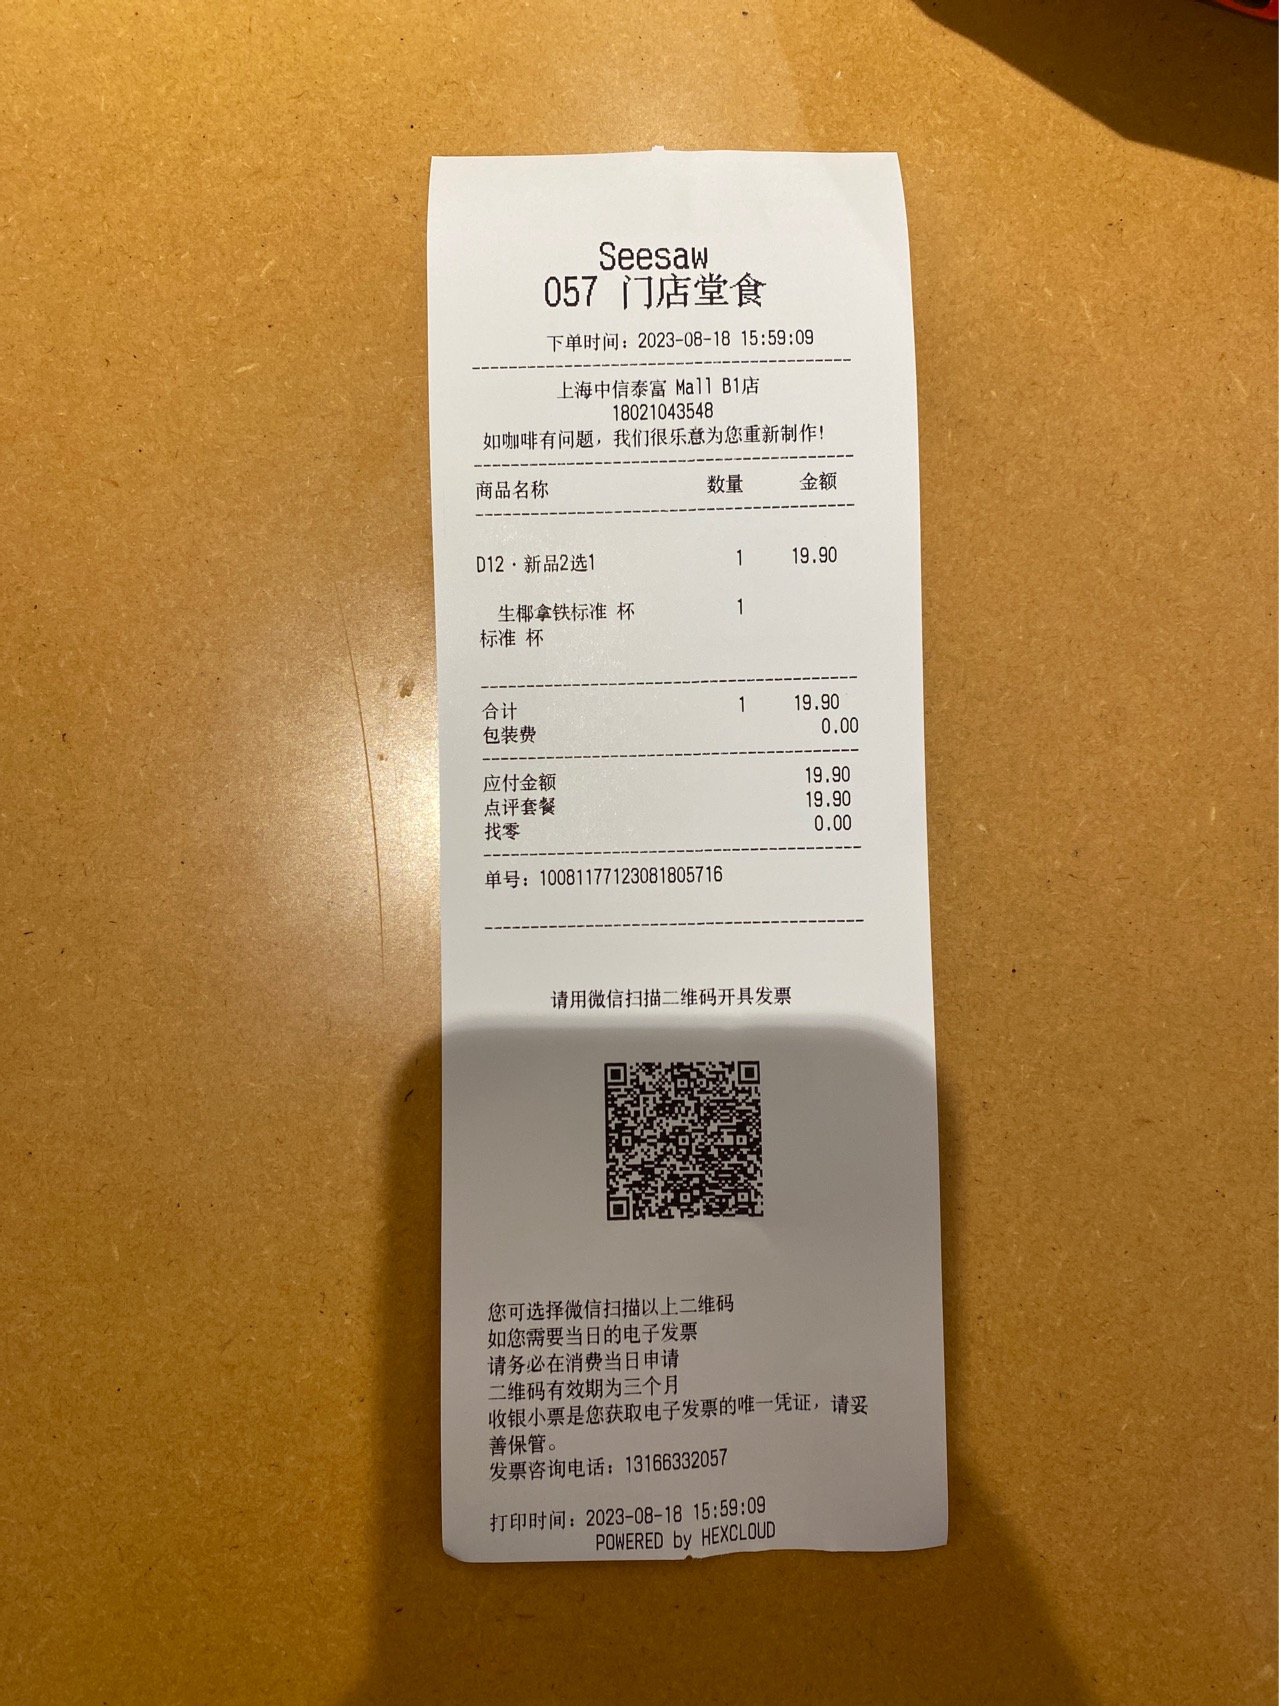 Seesaw
057 门店堂食
下单时间：2023-08-18 15:59:09
上海中信泰富 Mall B1店
18021043548
如咖啡有问题，我们很乐意为您重新制作！
商品名称 数量 金额
D12·新品2选1 1 19.90
生椰拿铁标准 杯 1
标准 杯
合计 1 19.90
包装费 0.00
应付金额 19.90
点评套餐 19.90
找零 0.00
单号：10081177123081805716
请用微信扫描二维码开具发票
您可选择微信扫描以上二维码
如您需要当日的电子发票
请务必在消费当日申请
二维码有效期为三个月
收银小票是您获取电子发票的唯一凭证，请妥
善保管。
发票咨询电话：13166332057
打印时间：2023-08-18 15:59:09
POWERED by HEXCLOUD